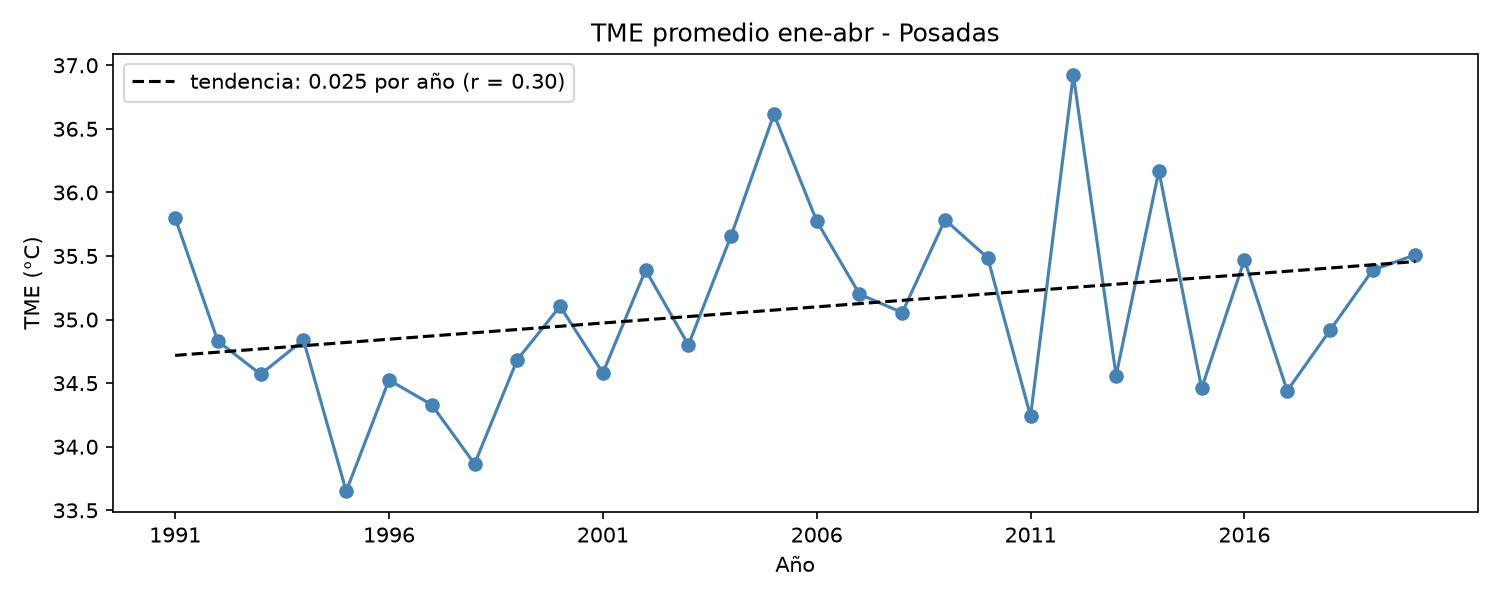 TME promedio ene-abr - Posadas
tendencia: 0.025 por año (r = 0.30)
TME (°C)
37.0
36.5
36.0
35.5
35.0
34.5
34.0
33.5
1991 1996 2001 2006 2011 2016
Año